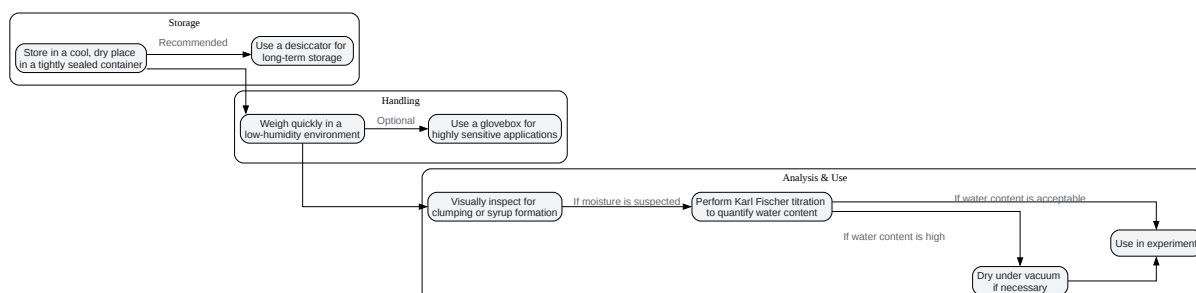 Storage
Store in a cool, dry place
in a tightly sealed container
Recommended
Use a desiccator for
long-term storage
Handling
Weigh quickly in a
low-humidity environment
Optional
Use a glovebox for
highly sensitive applications
Analysis & Use
Visually inspect for
clumping or syrup formation
If moisture is suspected
Perform Karl Fischer titration
to quantify water content
If water content is acceptable
If water content is high
Use in experiment
Dry under vacuum
if necessary